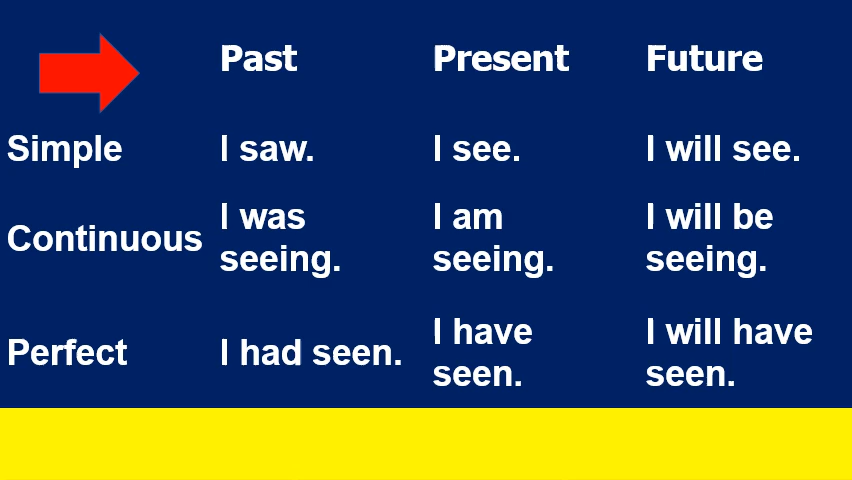 Past Present Future
Simple I saw. I see. I will see.
Continuous I was seeing. I am seeing. I will be seeing.
Perfect I had seen. I have seen. I will have seen.